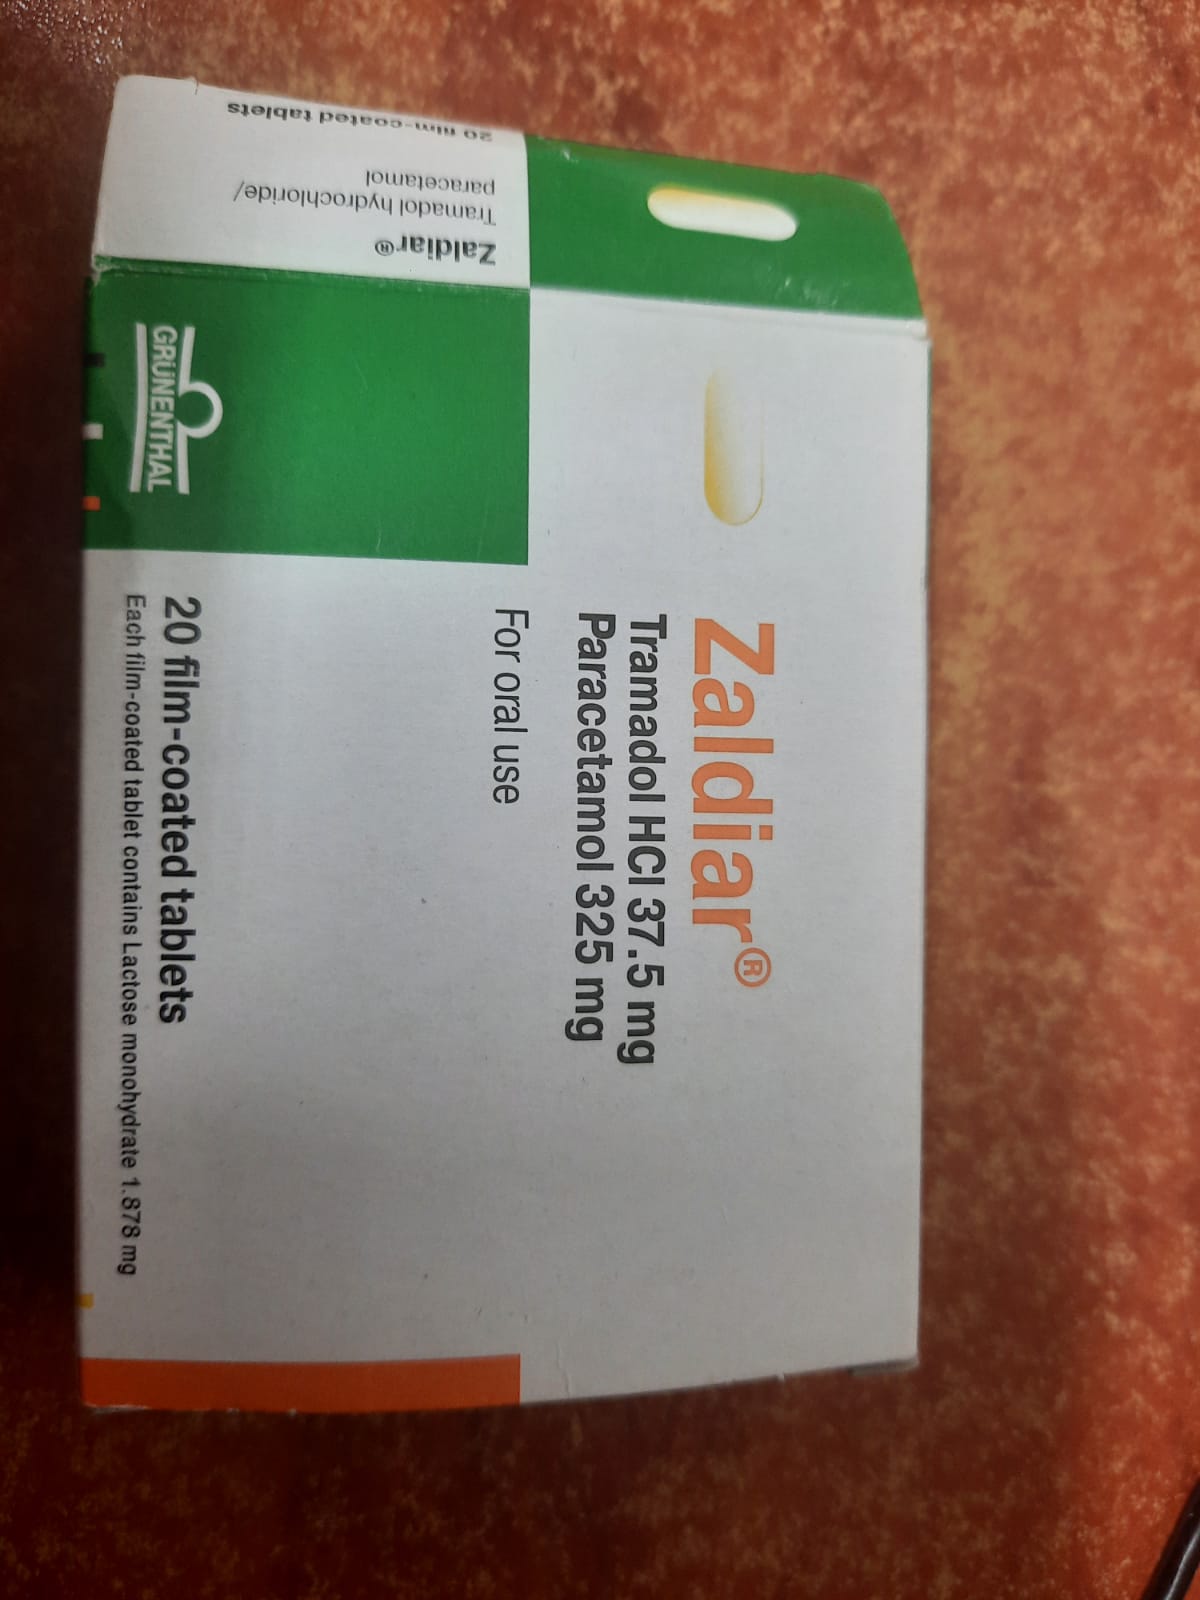 Zaldiar®
Tramadol HCl 37.5 mg
Paracetamol 325 mg
For oral use
20 film-coated tablets
Each film-coated tablet contains Lactose monohydrate 1.878 mg
GRÜNENTHAL
Zaldiar®
Tramadol hydrochloride/
paracetamol
20 film-coated tablets